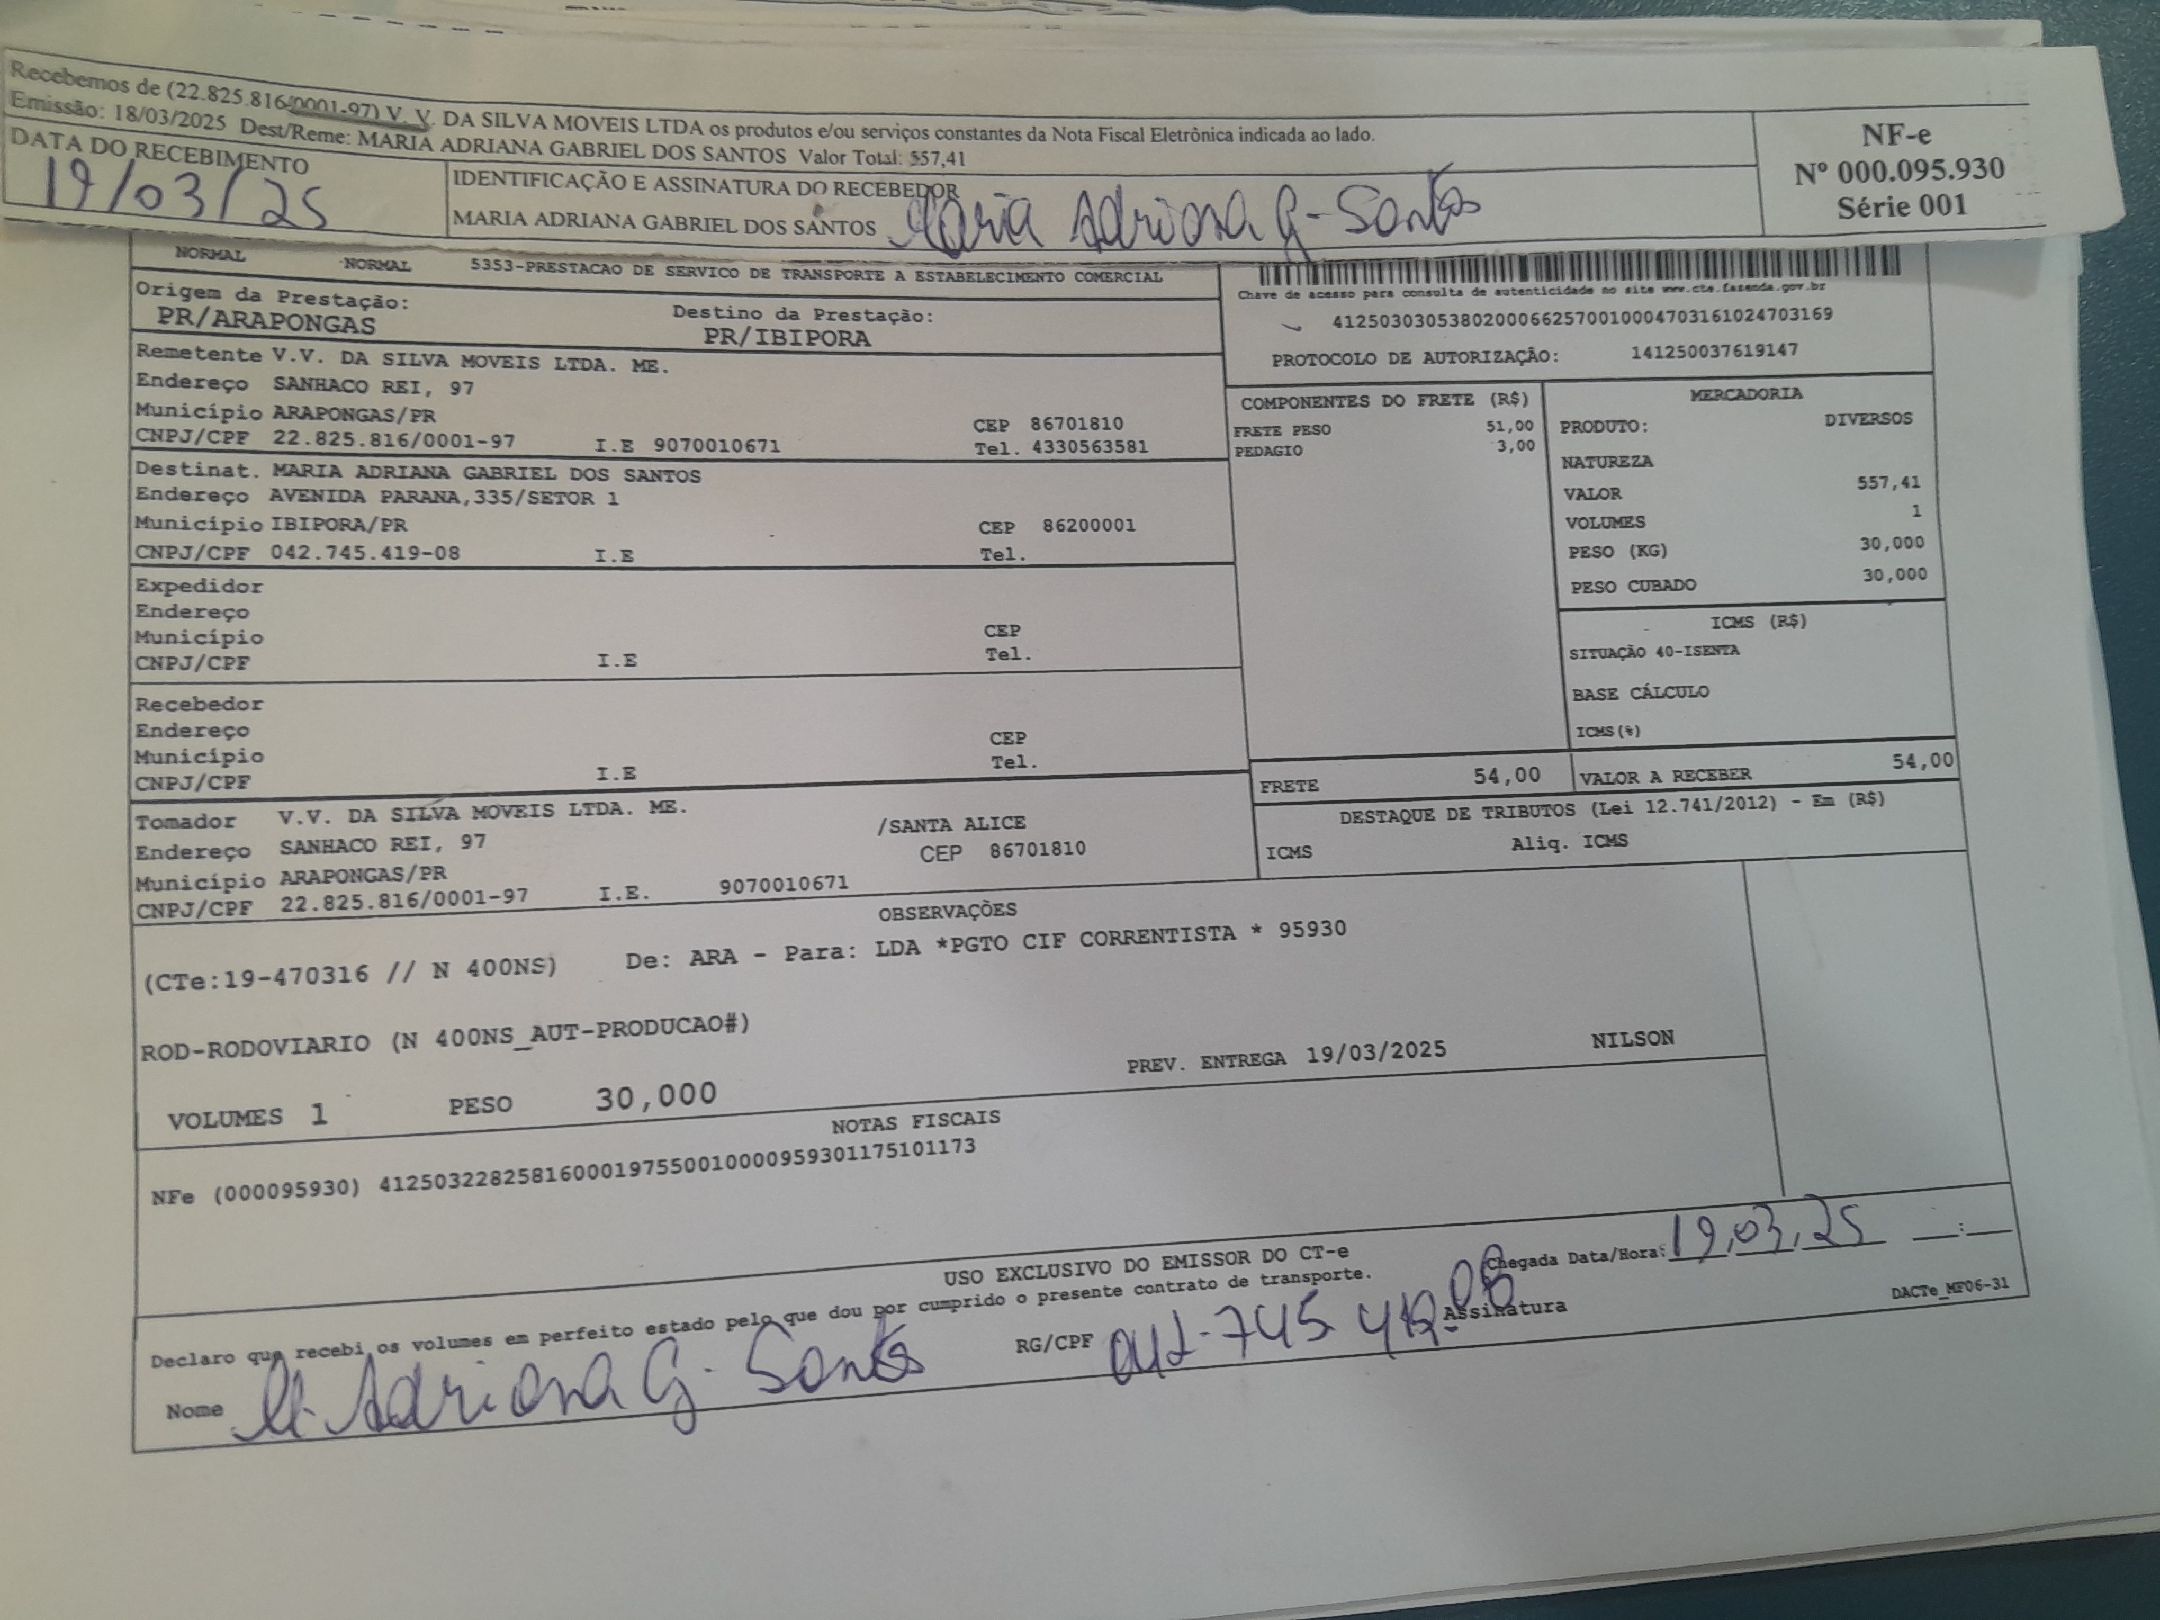 Recebemos de (22.825.816/0001-97) V. V. DA SILVA MOVEIS LTDA os produtos e/ou serviços constantes da Nota Fiscal Eletrônica indicada ao lado.
Emissão: 18/03/2025 Dest/Reme: MARIA ADRIANA GABRIEL DOS SANTOS Valor Total: 557,41
DATA DO RECEBIMENTO
19/03/25
IDENTIFICAÇÃO E ASSINATURA DO RECEBEDOR
MARIA ADRIANA GABRIEL DOS SANTOS Maria Adriana G. Santos
NF-e
Nº 000.095.930
Série 001
NORMAL NORMAL 5353-PRESTACAO DE SERVICO DE TRANSPORTE A ESTABELECIMENTO COMERCIAL
Origem da Prestação: Destino da Prestação:
PR/ARAPONGAS PR/IBIPORA
Chave de acesso para consulta de autenticidade no site www.cte.fazenda.gov.br
41250303053802000662570010004703161024703169
PROTOCOLO DE AUTORIZAÇÃO: 141250037619147
Remetente V.V. DA SILVA MOVEIS LTDA. ME.
Endereço SANHACO REI, 97
Município ARAPONGAS/PR CEP 86701810
CNPJ/CPF 22.825.816/0001-97 I.E 9070010671 Tel. 4330563581
Destinat. MARIA ADRIANA GABRIEL DOS SANTOS
Endereço AVENIDA PARANA,335/SETOR 1
Município IBIPORA/PR CEP 86200001
CNPJ/CPF 042.745.419-08 I.E Tel.
Expedidor
Endereço
Município CEP
CNPJ/CPF I.E Tel.
Recebedor
Endereço
Município CEP
CNPJ/CPF I.E Tel.
Tomador V.V. DA SILVA MOVEIS LTDA. ME.
Endereço SANHACO REI, 97 /SANTA ALICE
Município ARAPONGAS/PR CEP 86701810
CNPJ/CPF 22.825.816/0001-97 I.E. 9070010671
COMPONENTES DO FRETE (R$)
FRETE PESO 51,00
PEDAGIO 3,00
MERCADORIA
PRODUTO: DIVERSOS
NATUREZA
VALOR 557,41
VOLUMES 1
PESO (KG) 30,000
PESO CUBADO 30,000
ICMS (R$)
SITUAÇÃO 40-ISENTA
BASE CÁLCULO
ICMS(%)
FRETE 54,00 VALOR A RECEBER 54,00
DESTAQUE DE TRIBUTOS (Lei 12.741/2012) - Em (R$)
ICMS Aliq. ICMS
OBSERVAÇÕES
(CTe:19-470316 // N 400NS) De: ARA - Para: LDA *PGTO CIF CORRENTISTA * 95930
ROD-RODOVIARIO (N 400NS_AUT-PRODUCAO#)
PREV. ENTREGA 19/03/2025 NILSON
VOLUMES 1 PESO 30,000
NOTAS FISCAIS
NFe (000095930) 41250322825816000197550010000959301175101173
USO EXCLUSIVO DO EMISSOR DO CT-e
Chegada Data/Hora: 19,03,25 __:__
Declaro que recebi os volumes em perfeito estado pelo que dou por cumprido o presente contrato de transporte.
DACTe_MF06-31
Nome M. Adriana G. Santos RG/CPF 042-745 419-08 Assinatura